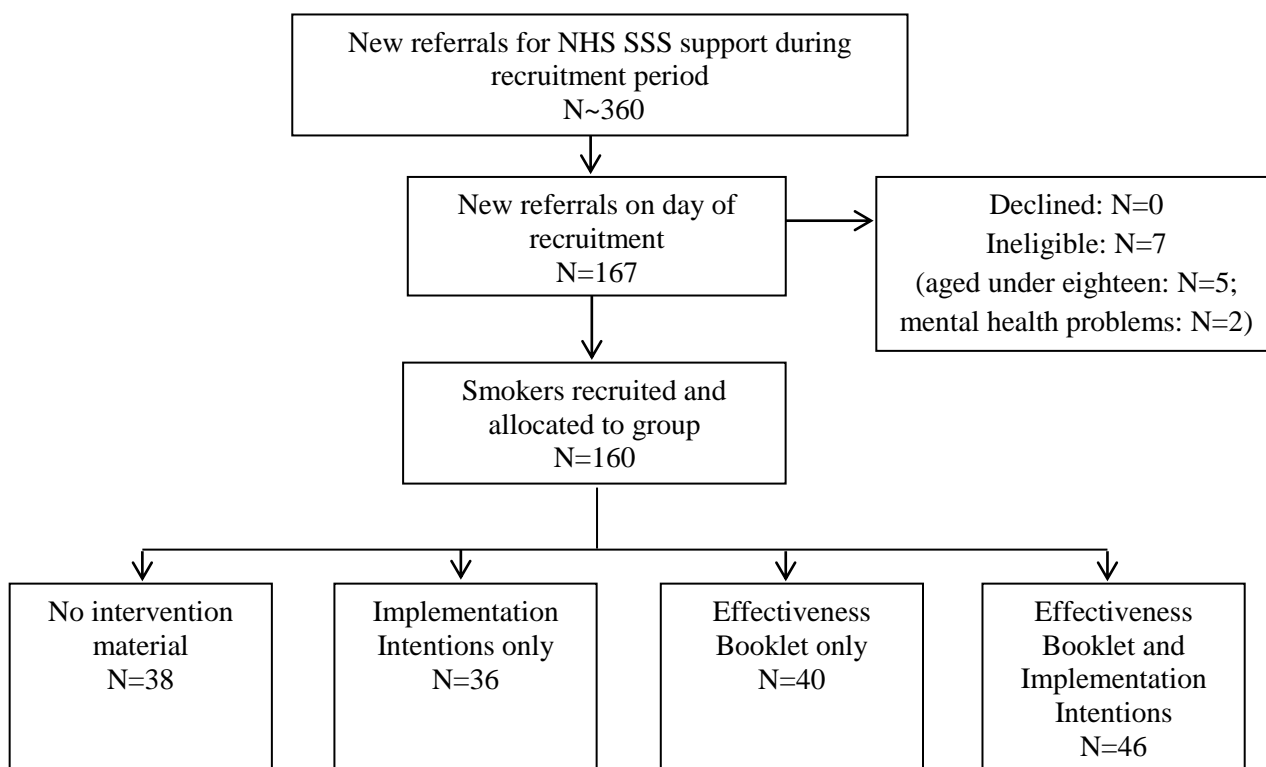 New referrals for NHS SSS support during
recruitment period
N~360
New referrals on day of
recruitment
N=167
Declined: N=0
Ineligible: N=7
(aged under eighteen: N=5;
mental health problems: N=2)
Smokers recruited and
allocated to group
N=160
No intervention
material
N=38
Implementation
Intentions only
N=36
Effectiveness
Booklet only
N=40
Effectiveness
Booklet and
Implementation
Intentions
N=46